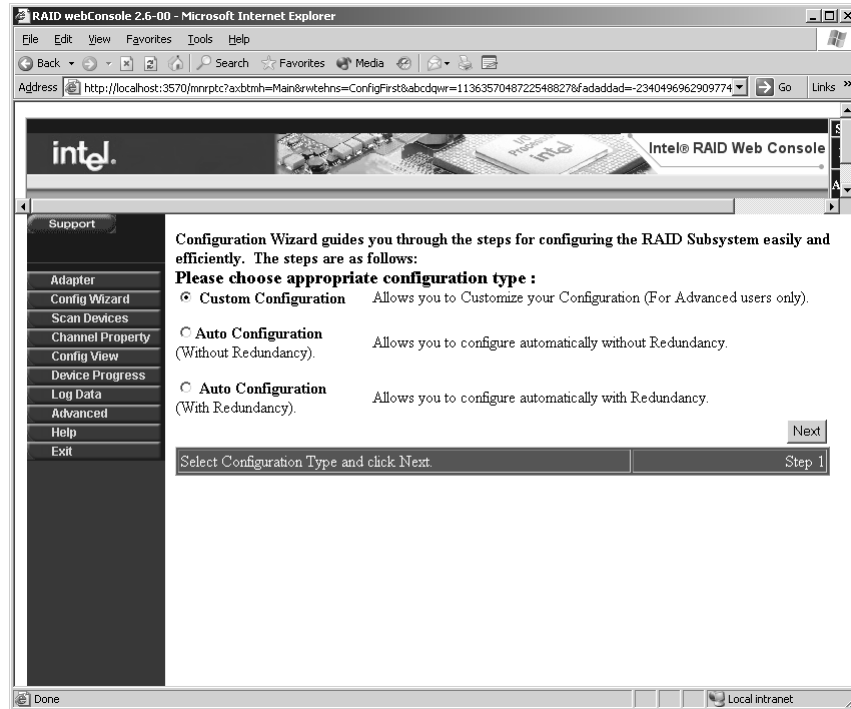 RAID webConsole 2.6-00 - Microsoft Internet Explorer
File Edit View Favorites Tools Help
Back Search Favorites Media
Address http://localhost:3570/mnrptc?axbtmh=Main&rwtehns=ConfigFirst&abcdqwr=1136357048722554882​7&fadaddad=-2340496962909774 Go Links »
intel.
I/O Processor intel
Intel® RAID Web Console
Support
Configuration Wizard guides you through the steps for configuring the RAID Subsystem easily and
efficiently. The steps are as follows:
Please choose appropriate configuration type :
Custom Configuration Allows you to Customize your Configuration (For Advanced users only).
Auto Configuration
(Without Redundancy). Allows you to configure automatically without Redundancy.
Auto Configuration
(With Redundancy). Allows you to configure automatically with Redundancy.
Next
Select Configuration Type and click Next. Step 1
Adapter
Config Wizard
Scan Devices
Channel Property
Config View
Device Progress
Log Data
Advanced
Help
Exit
Done Local intranet